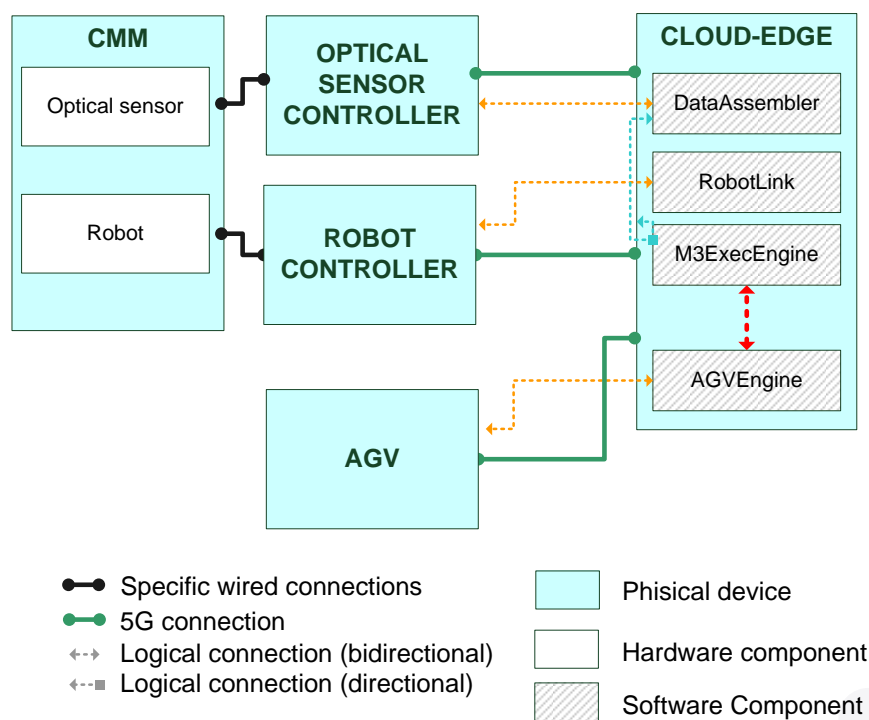 CMM
Optical sensor
Robot
OPTICAL
SENSOR
CONTROLLER
ROBOT
CONTROLLER
AGV
CLOUD-EDGE
DataAssembler
RobotLink
M3ExecEngine
AGVEngine
Specific wired connections
5G connection
Logical connection (bidirectional)
Logical connection (directional)
Phisical device
Hardware component
Software Component